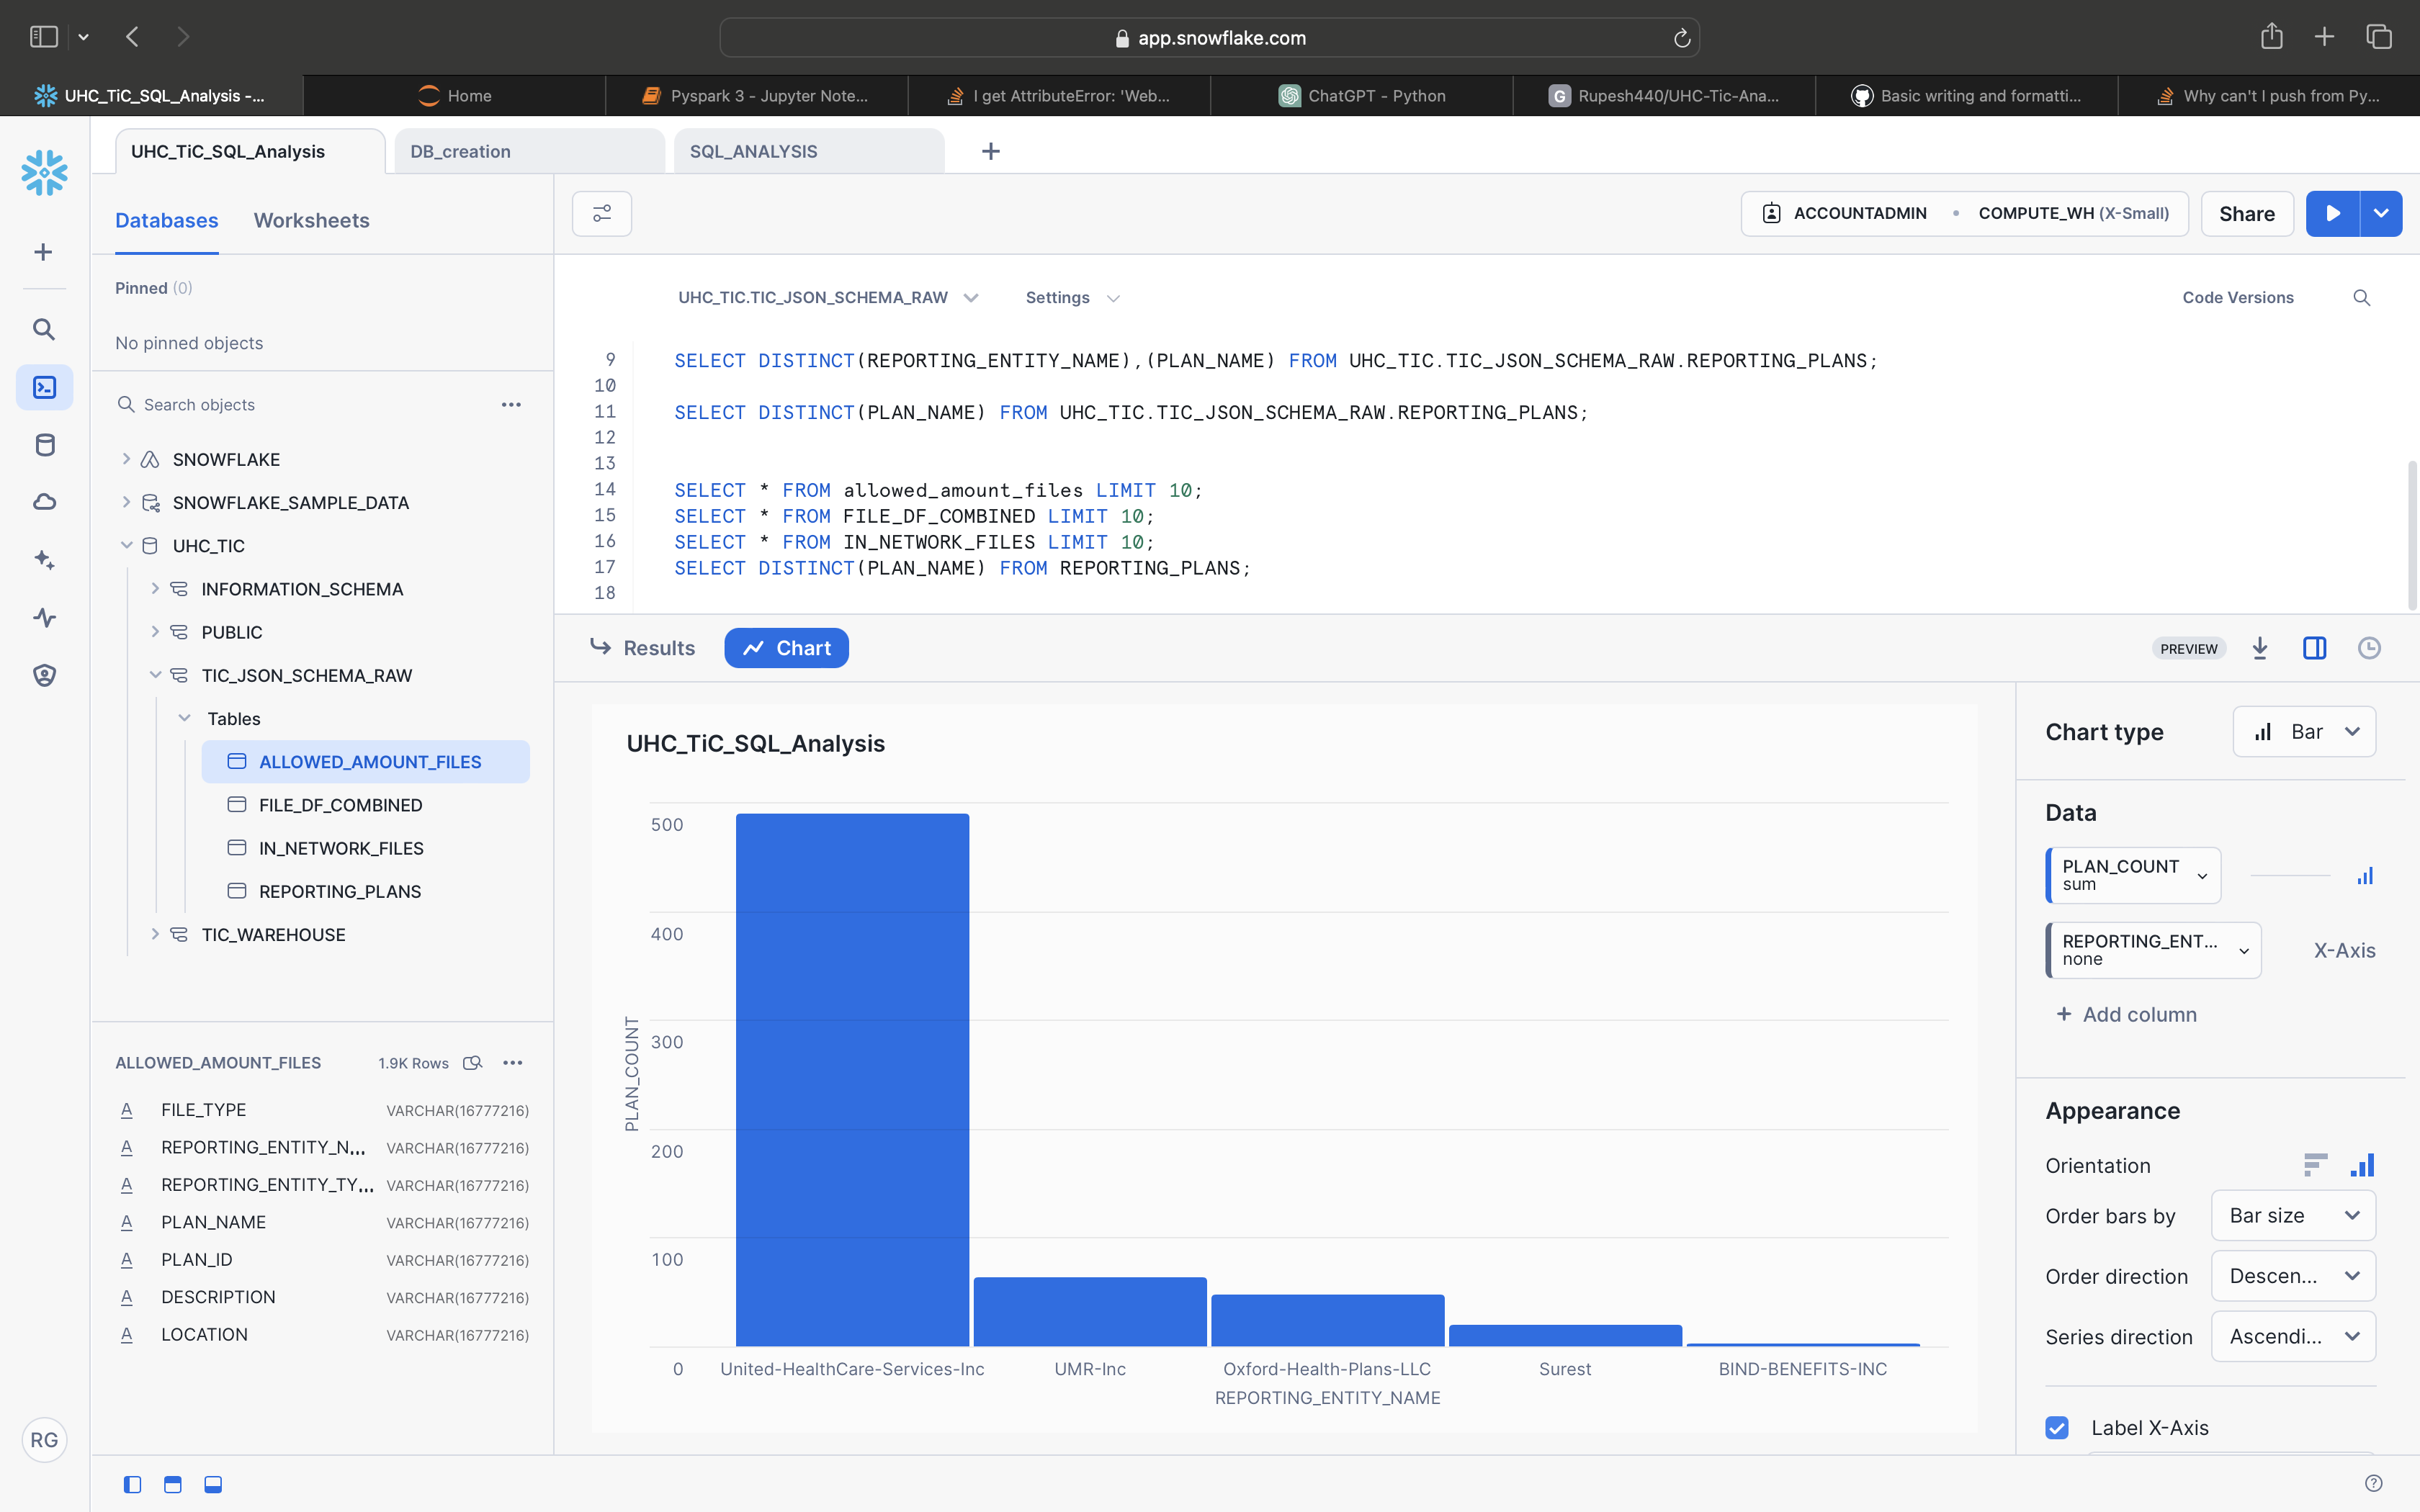 app.snowflake.com
UHC_TiC_SQL_Analysis -...
Home
Pyspark 3 - Jupyter Note...
I get AttributeError: 'Web...
ChatGPT - Python
G Rupesh440/UHC-Tic-Ana...
Basic writing and formatti...
Why can't I push from Py...
UHC_TiC_SQL_Analysis
DB_creation
SQL_ANALYSIS
Databases
Worksheets
ACCOUNTADMIN • COMPUTE_WH (X-Small)
Share
Pinned (0)
No pinned objects
Search objects
SNOWFLAKE
SNOWFLAKE_SAMPLE_DATA
UHC_TIC
INFORMATION_SCHEMA
PUBLIC
TIC_JSON_SCHEMA_RAW
Tables
ALLOWED_AMOUNT_FILES
FILE_DF_COMBINED
IN_NETWORK_FILES
REPORTING_PLANS
TIC_WAREHOUSE
ALLOWED_AMOUNT_FILES 1.9K Rows
FILE_TYPE VARCHAR(16777216)
REPORTING_ENTITY_N... VARCHAR(16777216)
REPORTING_ENTITY_TY... VARCHAR(16777216)
PLAN_NAME VARCHAR(16777216)
PLAN_ID VARCHAR(16777216)
DESCRIPTION VARCHAR(16777216)
LOCATION VARCHAR(16777216)
RG
UHC_TIC.TIC_JSON_SCHEMA_RAW
Settings
Code Versions
9 SELECT DISTINCT(REPORTING_ENTITY_NAME),(PLAN_NAME) FROM UHC_TIC.TIC_JSON_SCHEMA_RAW.REPORTING_PLANS;
10
11 SELECT DISTINCT(PLAN_NAME) FROM UHC_TIC.TIC_JSON_SCHEMA_RAW.REPORTING_PLANS;
12
13
14 SELECT * FROM allowed_amount_files LIMIT 10;
15 SELECT * FROM FILE_DF_COMBINED LIMIT 10;
16 SELECT * FROM IN_NETWORK_FILES LIMIT 10;
17 SELECT DISTINCT(PLAN_NAME) FROM REPORTING_PLANS;
18
Results
Chart
PREVIEW
UHC_TiC_SQL_Analysis
500
400
300
200
100
0
PLAN_COUNT
United-HealthCare-Services-Inc
UMR-Inc
Oxford-Health-Plans-LLC
Surest
BIND-BENEFITS-INC
REPORTING_ENTITY_NAME
Chart type
Bar
Data
PLAN_COUNT
sum
REPORTING_ENT...
none
X-Axis
+ Add column
Appearance
Orientation
Order bars by
Bar size
Order direction
Descen...
Series direction
Ascendi...
Label X-Axis